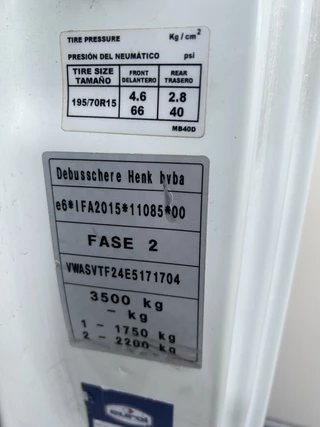 TIRE PRESSURE Kg / cm²
PRESIÓN DEL NEUMÁTICO psi
TIRE SIZE TAMAÑO FRONT DELANTERO REAR TRASERO
195/70R15 4.6 66 2.8 40
MB40D
Debusschere Henk bvba
e6*IFA2015*11085*00
FASE 2
VWASVTF24E5171704
3500 kg
- kg
1 - 1750 kg
2 - 2200 kg
eurol